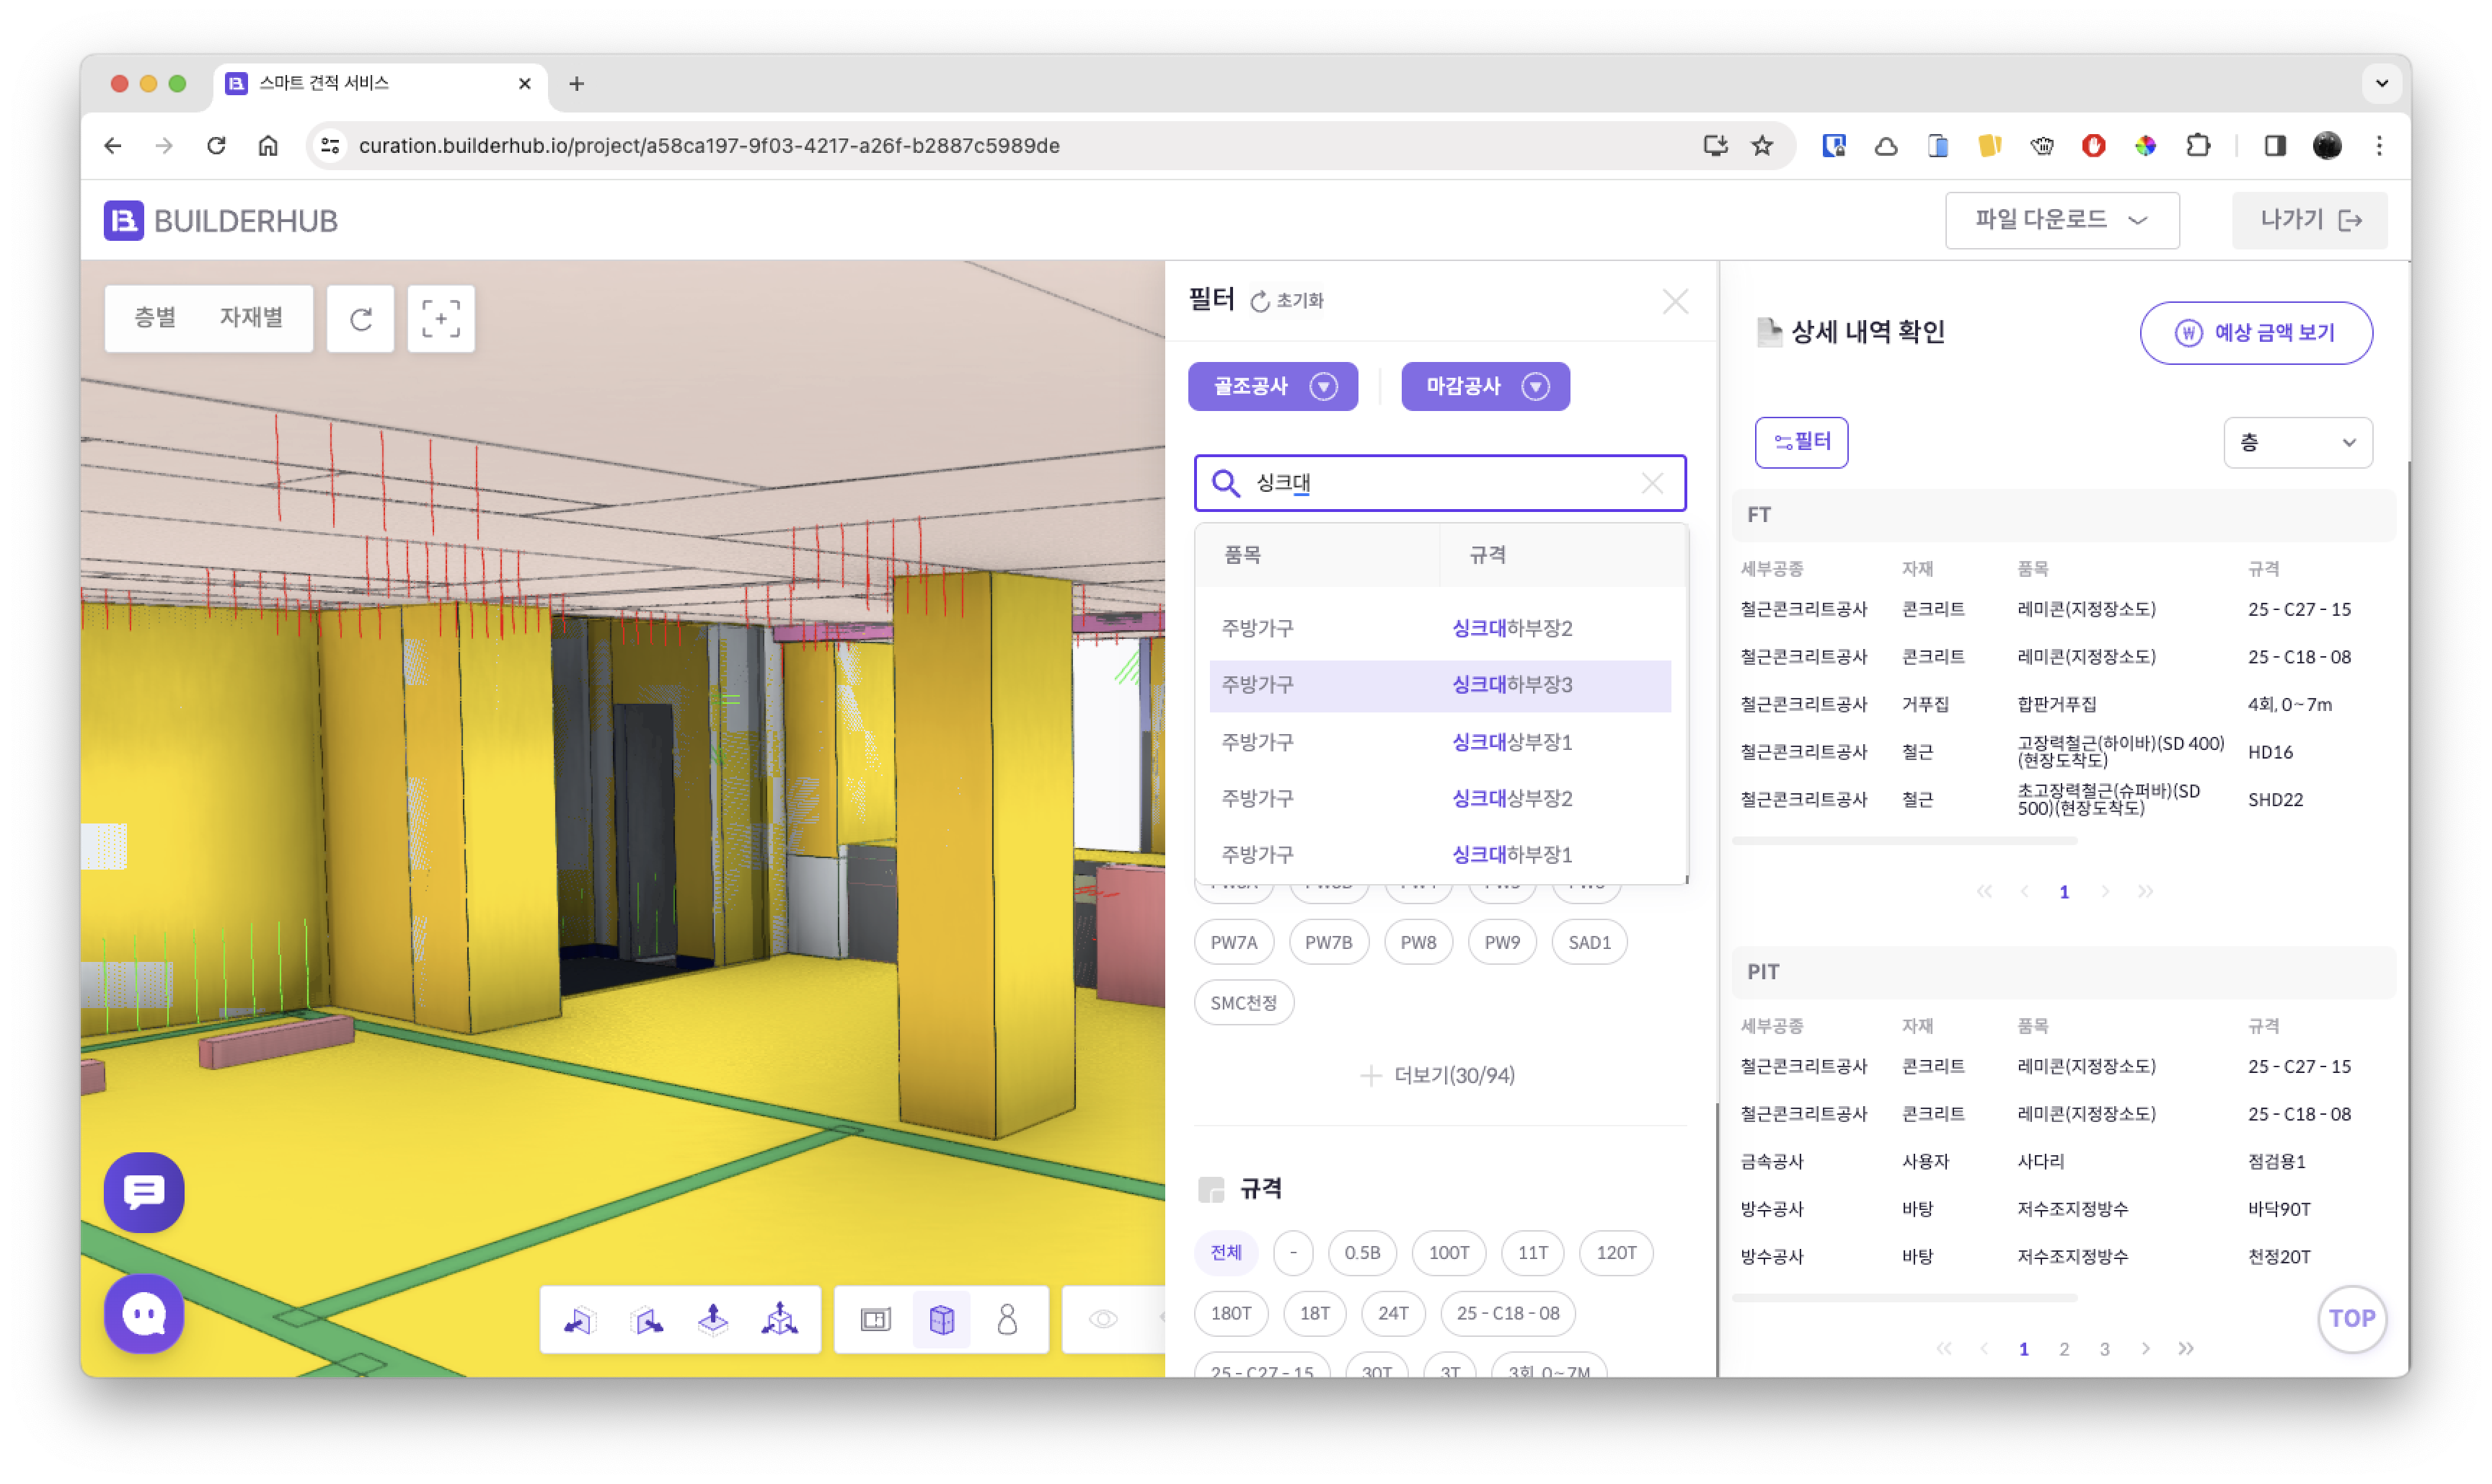 스마트 견적 서비스
curation.builderhub.io/project/a58ca197-9f03-4217-a26f-b2887c5989de
BUILDERHUB
파일 다운로드
나가기
층별 자재별
필터 초기화
골조공사
마감공사
싱크대
품목 규격
주방가구 싱크대하부장2
주방가구 싱크대하부장3
주방가구 싱크대상부장1
주방가구 싱크대상부장2
주방가구 싱크대하부장1
PW7A PW7B PW8 PW9 SAD1
SMC천정
더보기(30/94)
규격
전체 - 0.5B 100T 11T 120T
180T 18T 24T 25 - C18 - 08
25 - C27 - 15 30T 3T 3회, 0~7M
상세 내역 확인
예상 금액 보기
필터
층
FT
세부공종 자재 품목 규격
철근콘크리트공사 콘크리트 레미콘(지정장소도) 25 - C27 - 15
철근콘크리트공사 콘크리트 레미콘(지정장소도) 25 - C18 - 08
철근콘크리트공사 거푸집 합판거푸집 4회, 0~7m
철근콘크리트공사 철근 고장력철근(하이바)(SD 400)
(현장도착도) HD16
철근콘크리트공사 철근 초고장력철근(슈퍼바)(SD
500)(현장도착도) SHD22
1
PIT
세부공종 자재 품목 규격
철근콘크리트공사 콘크리트 레미콘(지정장소도) 25 - C27 - 15
철근콘크리트공사 콘크리트 레미콘(지정장소도) 25 - C18 - 08
금속공사 사용자 사다리 점검용1
방수공사 바탕 저수조지정방수 바닥90T
방수공사 바탕 저수조지정방수 천정20T
1 2 3
TOP